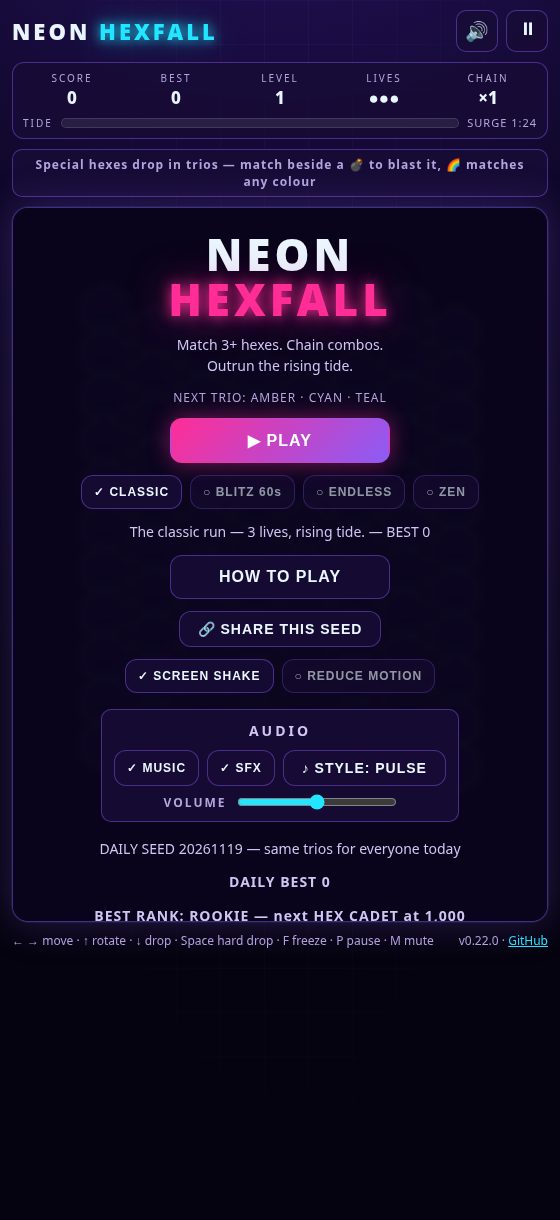 NEON HEXFALL
🔊 ⏸
SCORE BEST LEVEL LIVES CHAIN
0 0 1 ●●● ×1
TIDE SURGE 1:24
Special hexes drop in trios — match beside a 💣 to blast it, 🌈 matches
any colour
NEON
HEXFALL
Match 3+ hexes. Chain combos.
Outrun the rising tide.
NEXT TRIO: AMBER · CYAN · TEAL
▶ PLAY
✓ CLASSIC ○ BLITZ 60s ○ ENDLESS ○ ZEN
The classic run — 3 lives, rising tide. — BEST 0
HOW TO PLAY
🔗 SHARE THIS SEED
✓ SCREEN SHAKE ○ REDUCE MOTION
AUDIO
✓ MUSIC ✓ SFX ♪ STYLE: PULSE
VOLUME
DAILY SEED 20261119 — same trios for everyone today
DAILY BEST 0
BEST RANK: ROOKIE — next HEX CADET at 1,000
← → move · ↑ rotate · ↓ drop · Space hard drop · F freeze · P pause · M mute v0.22.0 · GitHub